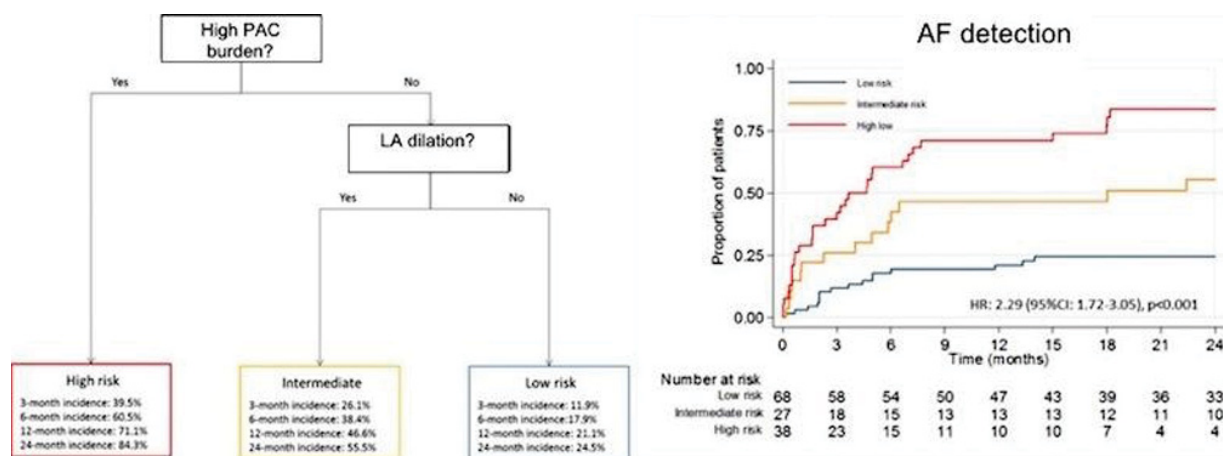 High PAC
burden?
Yes
No
LA dilation?
Yes
No
High risk
3-month incidence: 39.5%
6-month incidence: 60.5%
12-month incidence: 71.1%
24-month incidence: 84.3%
Intermediate
3-month incidence: 26.1%
6-month incidence: 38.4%
12-month incidence: 46.6%
24-month incidence: 55.5%
Low risk
3-month incidence: 11.9%
6-month incidence: 17.9%
12-month incidence: 21.1%
24-month incidence: 24.5%
AF detection
Proportion of patients
1.00
0.75
0.50
0.25
0.00
Low risk
Intermediate risk
High low
HR: 2.29 (95%CI: 1.72-3.05), p<0.001
0 3 6 9 12 15 18 21 24
Time (months)
Number at risk
Low risk 68 58 54 50 47 43 39 36 33
Intermediate risk 27 18 15 13 13 13 12 11 10
High risk 38 23 15 11 10 10 7 4 4